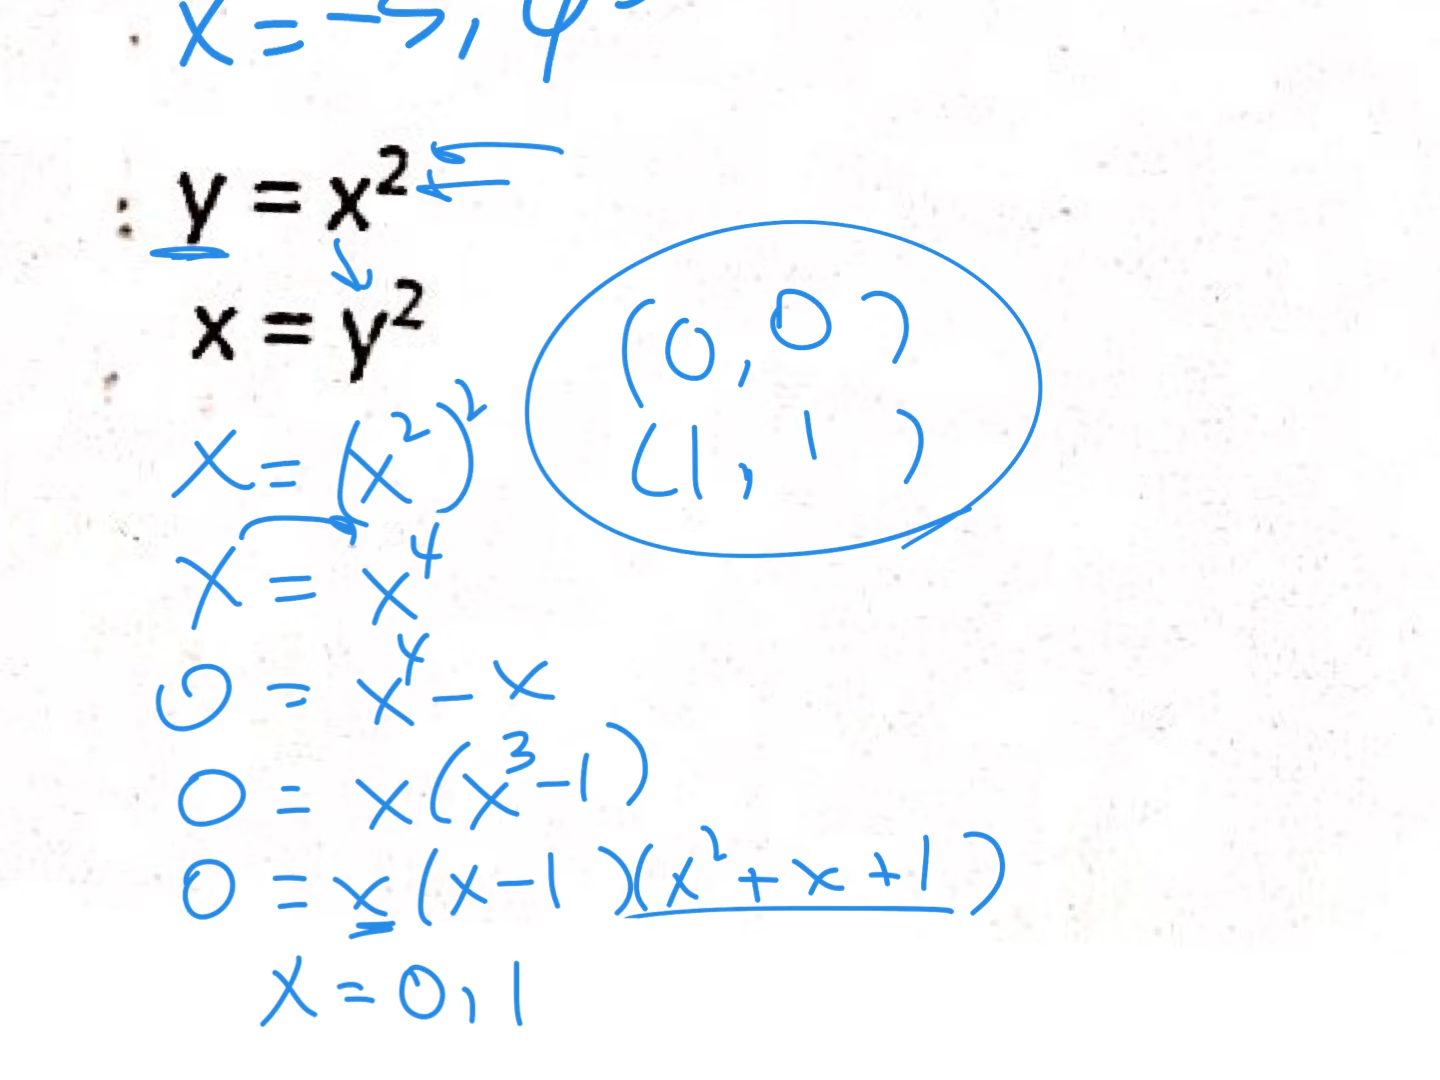 x = -5, 4
y = x²
x = y²
(0, 0)
(1, 1)
x = (x²)²
x = x⁴
0 = x⁴ - x
0 = x(x³-1)
0 = x(x-1)(x²+x+1)
x = 0, 1